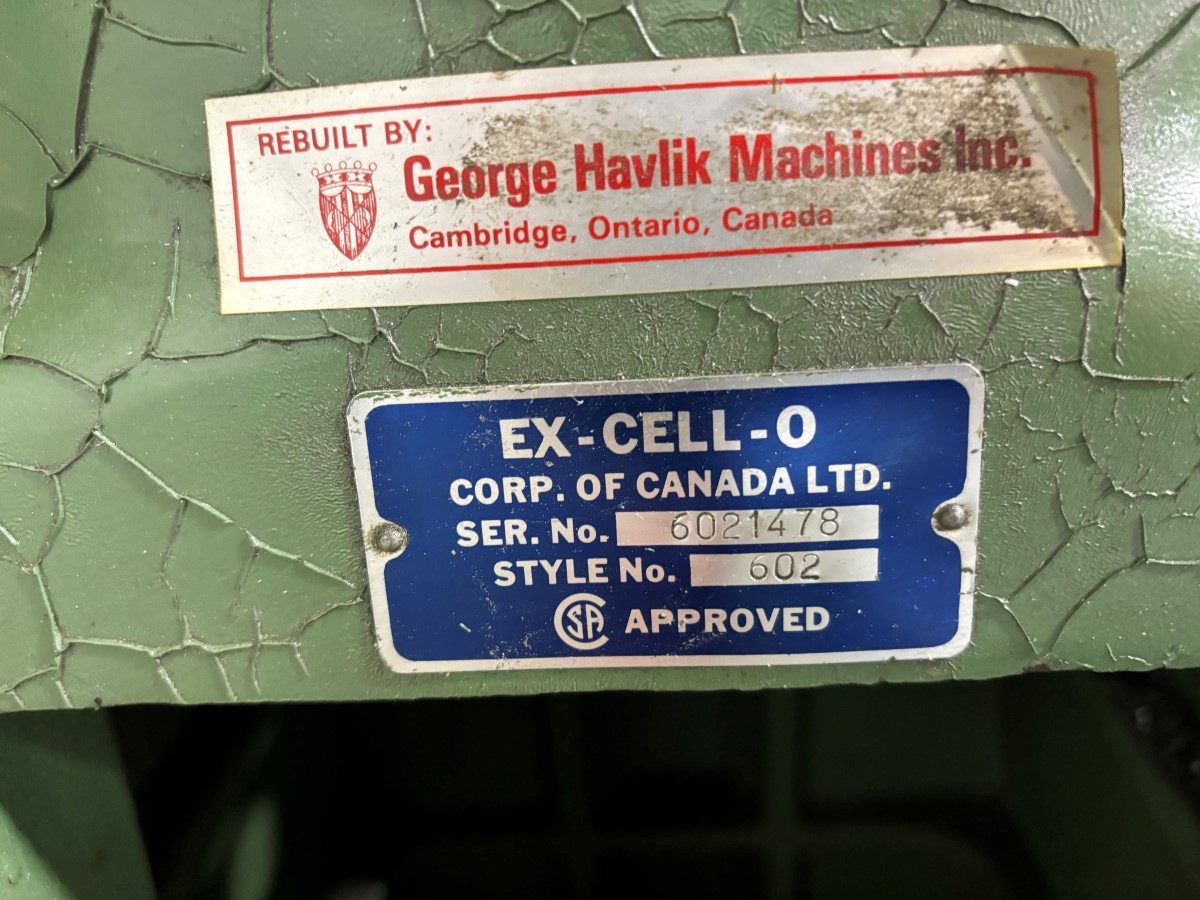 REBUILT BY:
George Havlik Machines Inc.
Cambridge, Ontario, Canada
EX-CELL-O
CORP. OF CANADA LTD.
SER. No. 6021478
STYLE No. 602
CSA APPROVED